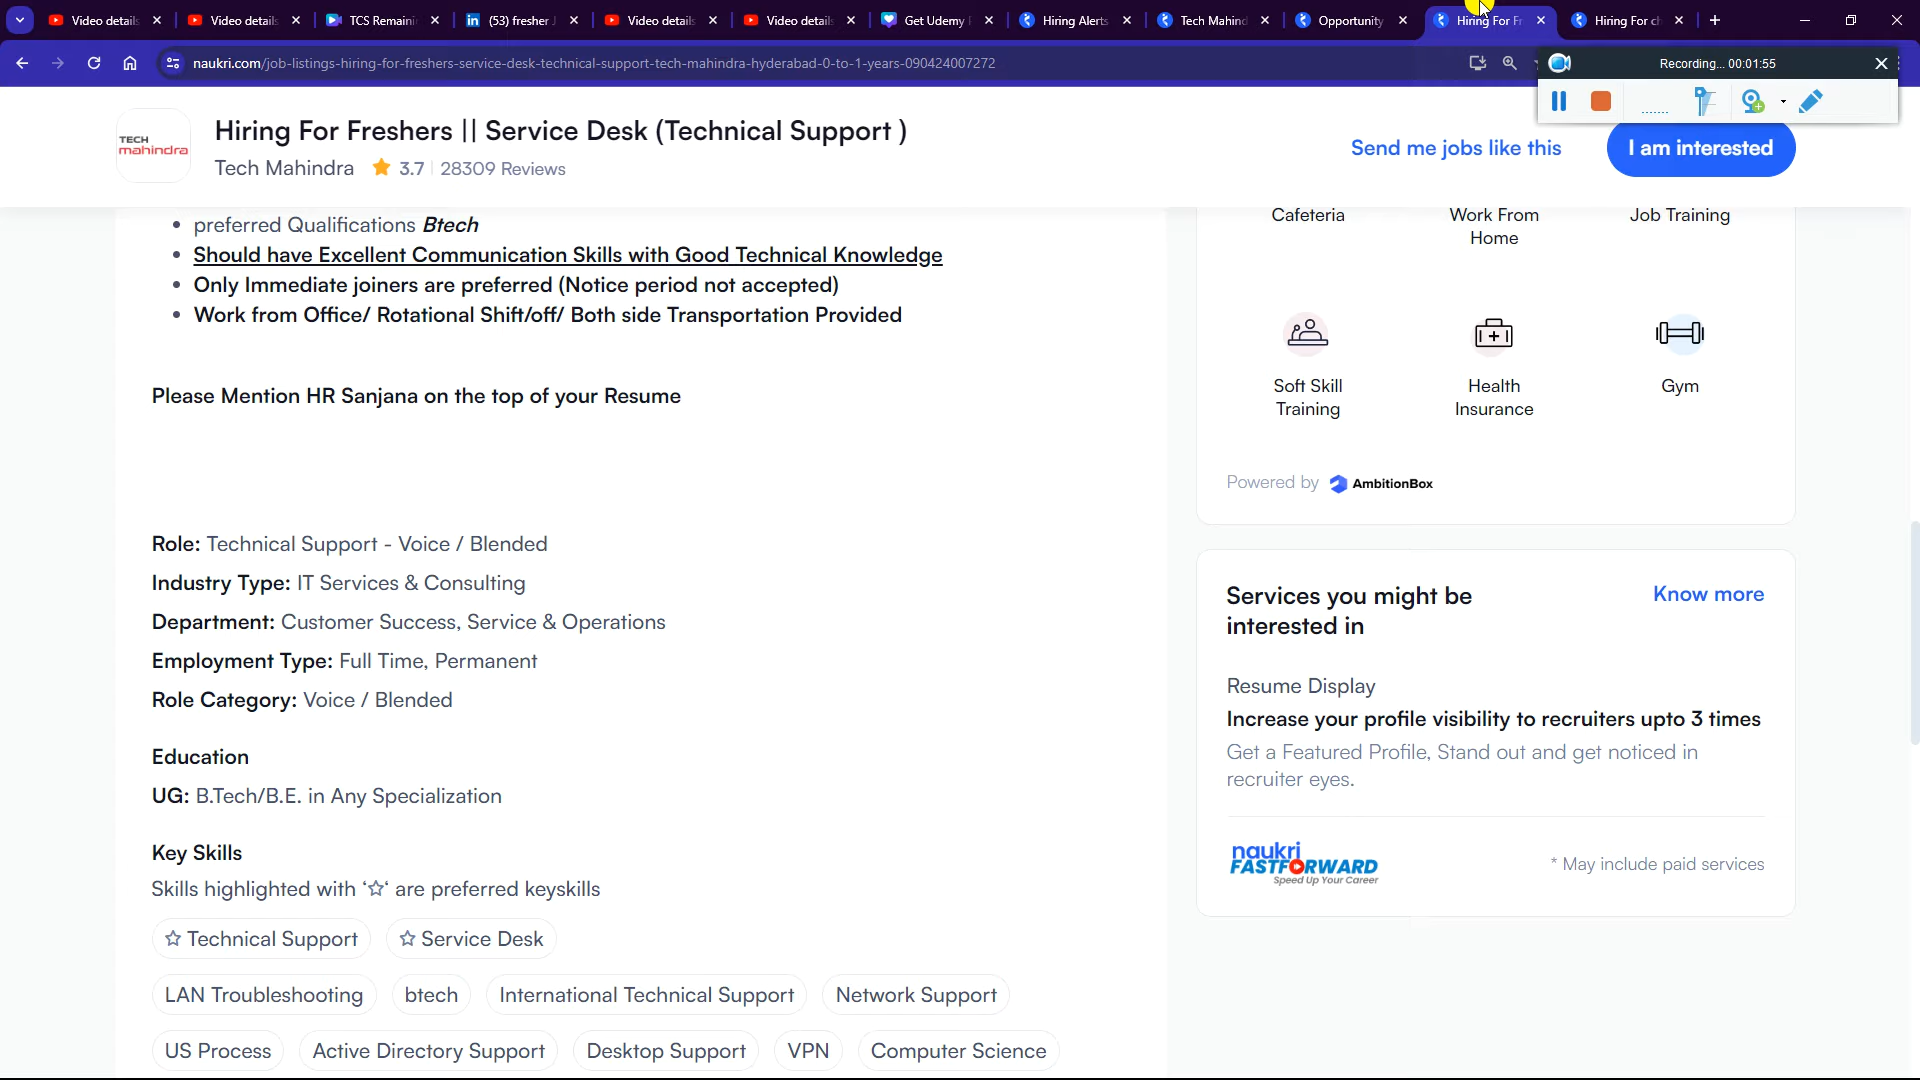 Video details
Video details
TCS Remaini
(53) fresher J
Video details
Video details
Get Udemy
Hiring Alerts
Tech Mahind
Opportunity
Hiring For Fr
Hiring For ch
naukri.com/job-listings-hiring-for-freshers-service-desk-technical-support-tech-mahindra-hyderabad-0-to-1-years-090424007272
Recording... 00:01:55
TECH
mahindra
Hiring For Freshers || Service Desk (Technical Support )
Tech Mahindra 3.7 28309 Reviews
Send me jobs like this
I am interested
preferred Qualifications Btech
Should have Excellent Communication Skills with Good Technical Knowledge
Only Immediate joiners are preferred (Notice period not accepted)
Work from Office/ Rotational Shift/off/ Both side Transportation Provided
Please Mention HR Sanjana on the top of your Resume
Role: Technical Support - Voice / Blended
Industry Type: IT Services & Consulting
Department: Customer Success, Service & Operations
Employment Type: Full Time, Permanent
Role Category: Voice / Blended
Education
UG: B.Tech/B.E. in Any Specialization
Key Skills
Skills highlighted with ‘☆‘ are preferred keyskills
☆ Technical Support
☆ Service Desk
LAN Troubleshooting
btech
International Technical Support
Network Support
US Process
Active Directory Support
Desktop Support
VPN
Computer Science
Cafeteria
Work From
Home
Job Training
Soft Skill
Training
Health
Insurance
Gym
Powered by AmbitionBox
Services you might be
interested in
Know more
Resume Display
Increase your profile visibility to recruiters upto 3 times
Get a Featured Profile, Stand out and get noticed in
recruiter eyes.
naukri
FASTFORWARD
Speed Up Your Career
* May include paid services